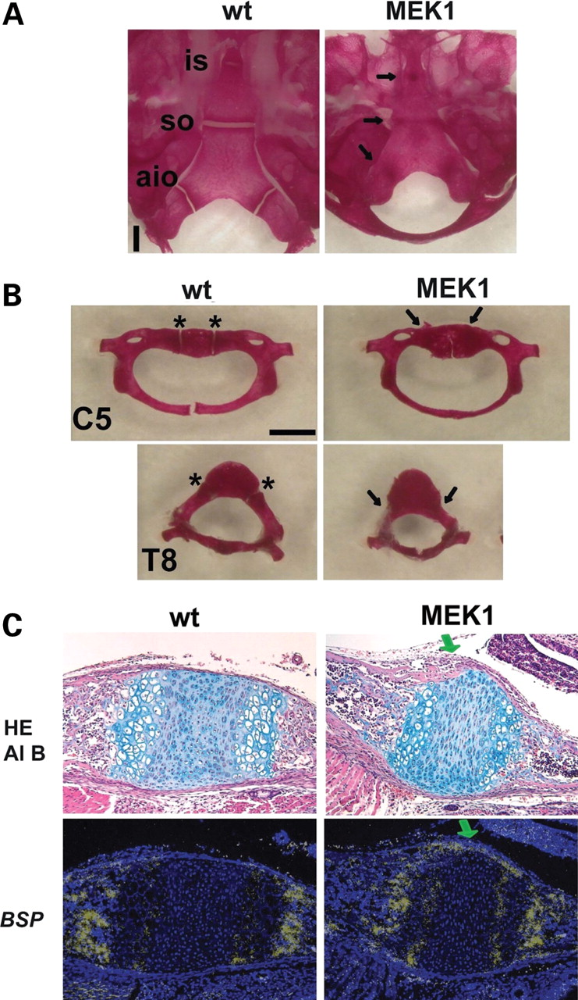 A
wt MEK1
is
so
aio
B
wt MEK1
* *
C5
* *
T8
C
wt MEK1
HE
Al B
BSP